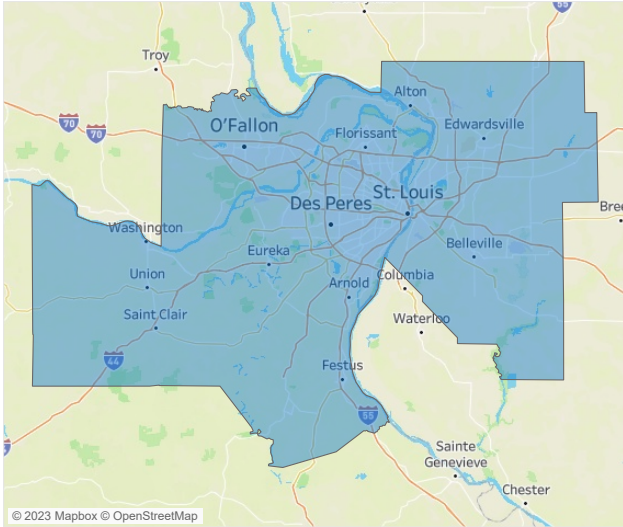 55
Troy
Alton
70
70
O'Fallon
Florissant
Edwardsville
St. Louis
Des Peres
Washington
Belleville
Eureka
Union
Arnold
Columbia
Saint Clair
Waterloo
44
Festus
55
Sainte
Genevieve
Chester
© 2023 Mapbox © OpenStreetMap